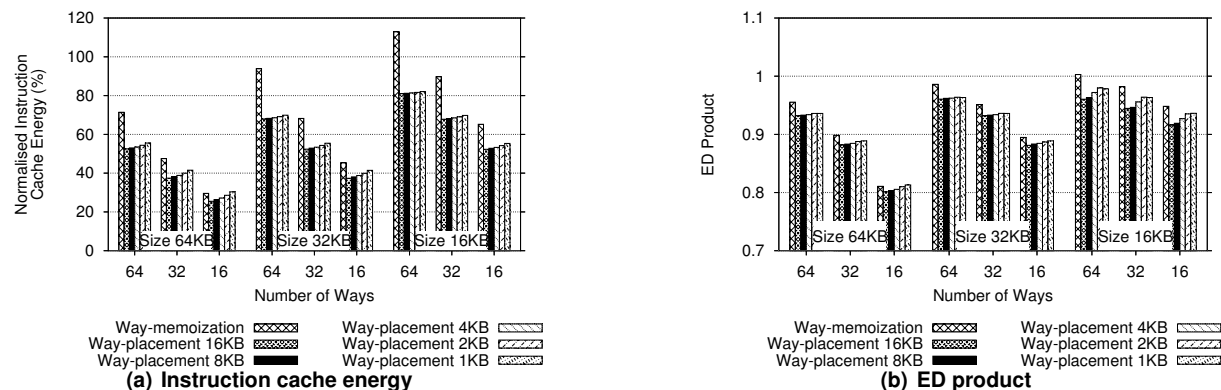 120
100
80
60
40
20
0
Normalised Instruction
Cache Energy (%)
Size 64KB
Size 32KB
Size 16KB
64 32 16 64 32 16 64 32 16
Number of Ways
Way-memoization
Way-placement 16KB
Way-placement 8KB
Way-placement 4KB
Way-placement 2KB
Way-placement 1KB
(a) Instruction cache energy
1.1
1
0.9
0.8
0.7
ED Product
Size 64KB
Size 32KB
Size 16KB
64 32 16 64 32 16 64 32 16
Number of Ways
Way-memoization
Way-placement 16KB
Way-placement 8KB
Way-placement 4KB
Way-placement 2KB
Way-placement 1KB
(b) ED product